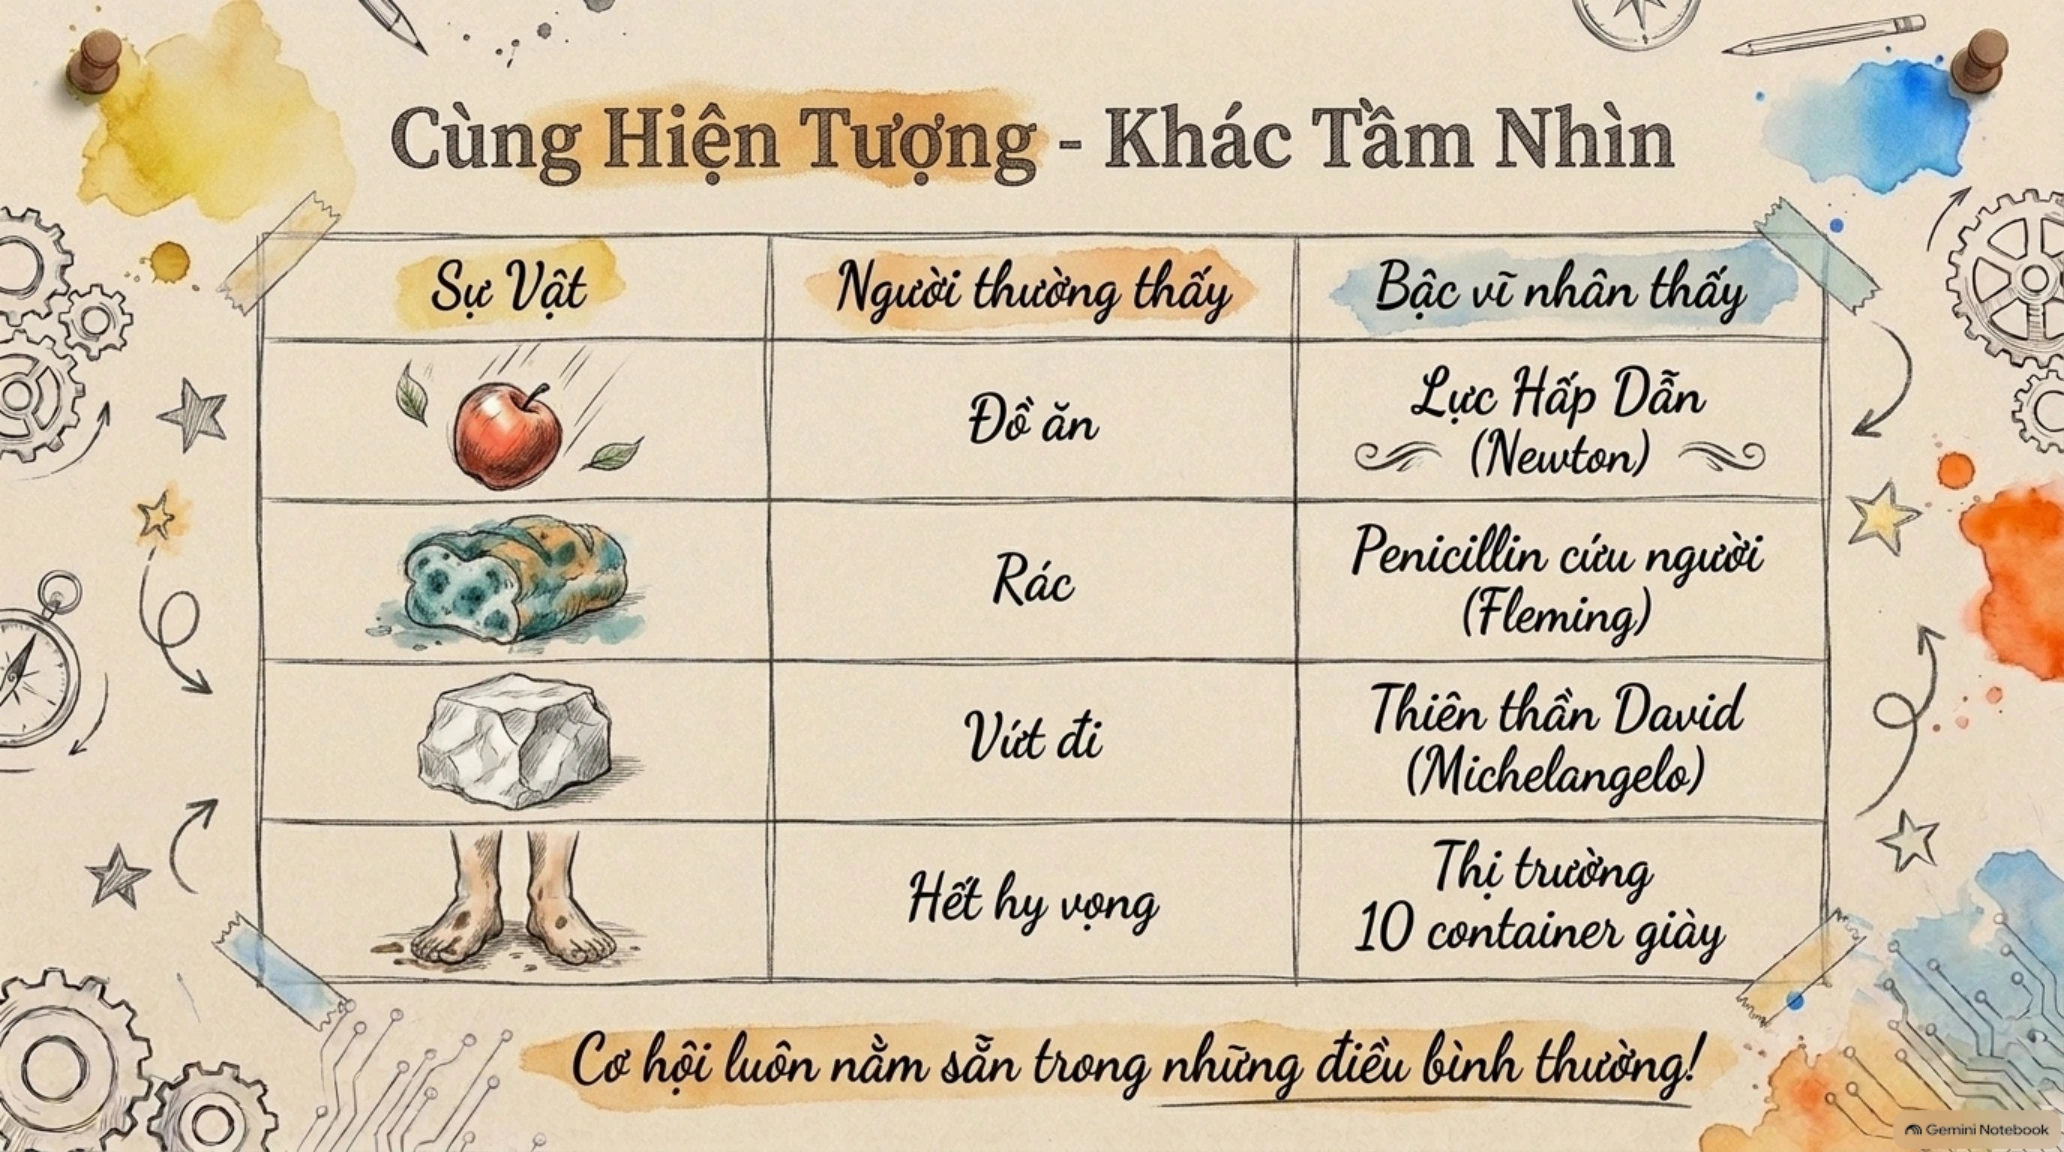 Cùng Hiện Tượng - Khác Tầm Nhìn
Sự Vật
Người thường thấy
Bậc vĩ nhân thấy
Đồ ăn
Lực Hấp Dẫn
(Newton)
Rác
Penicillin cứu người
(Fleming)
Vứt đi
Thiên thần David
(Michelangelo)
Hết hy vọng
Thị trường
10 container giày
Cơ hội luôn nằm sẵn trong những điều bình thường!
Gemini Notebook